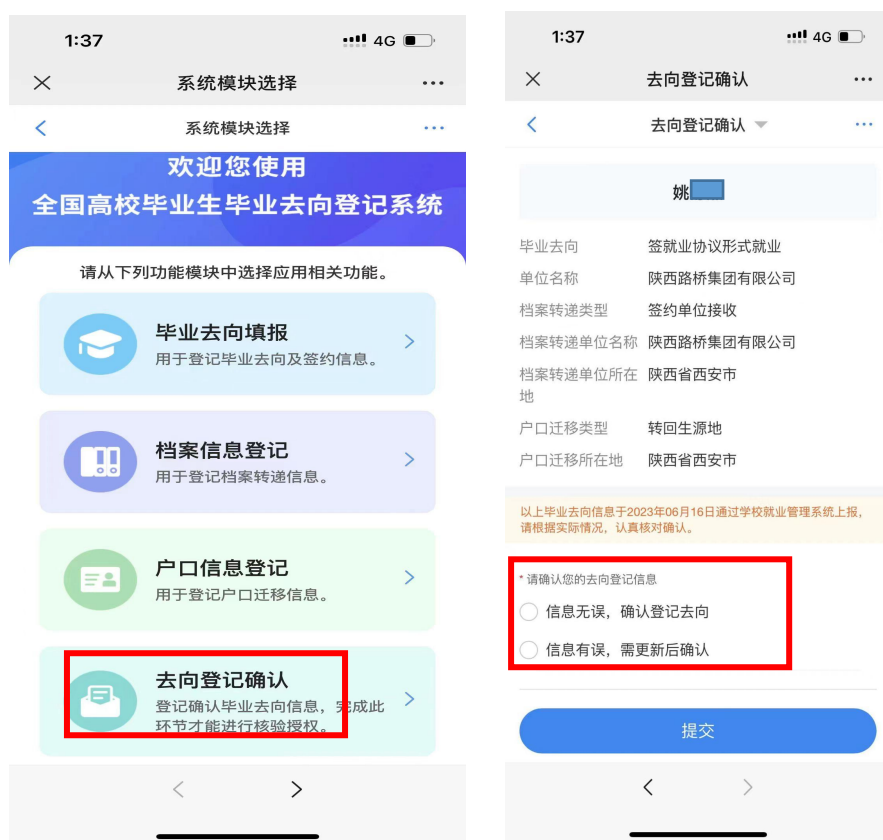 1:37
4G
系统模块选择
系统模块选择
欢迎您使用
全国高校毕业生毕业去向登记系统
请从下列功能模块中选择应用相关功能。
毕业去向填报
用于登记毕业去向及签约信息。
档案信息登记
用于登记档案转递信息。
户口信息登记
用于登记户口迁移信息。
去向登记确认
登记确认毕业去向信息，完成此
环节才能进行核验授权。
1:37
4G
去向登记确认
去向登记确认
姚
毕业去向 签就业协议形式就业
单位名称 陕西路桥集团有限公司
档案转递类型 签约单位接收
档案转递单位名称 陕西路桥集团有限公司
档案转递单位所在 陕西省西安市
地
户口迁移类型 转回生源地
户口迁移所在地 陕西省西安市
以上毕业去向信息于2023年06月16日通过学校就业管理系统上报，
请根据实际情况，认真核对确认。
* 请确认您的去向登记信息
信息无误，确认登记去向
信息有误，需更新后确认
提交